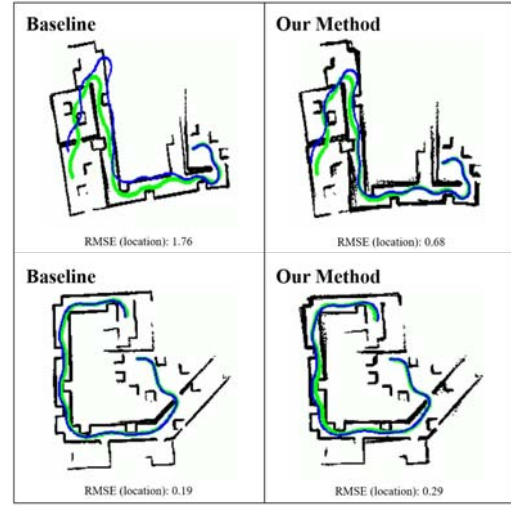 Baseline
Our Method
RMSE (location): 1.76
RMSE (location): 0.68
Baseline
Our Method
RMSE (location): 0.19
RMSE (location): 0.29